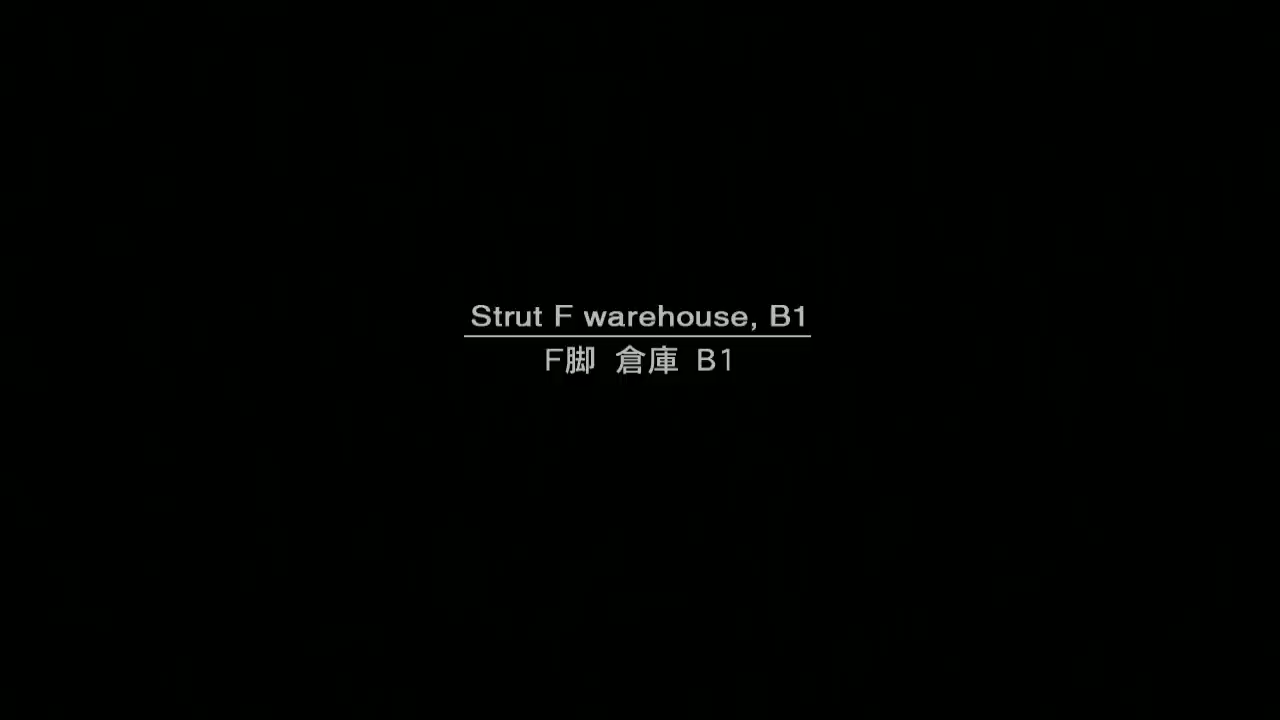 Strut F warehouse, B1
F脚 倉庫 B1